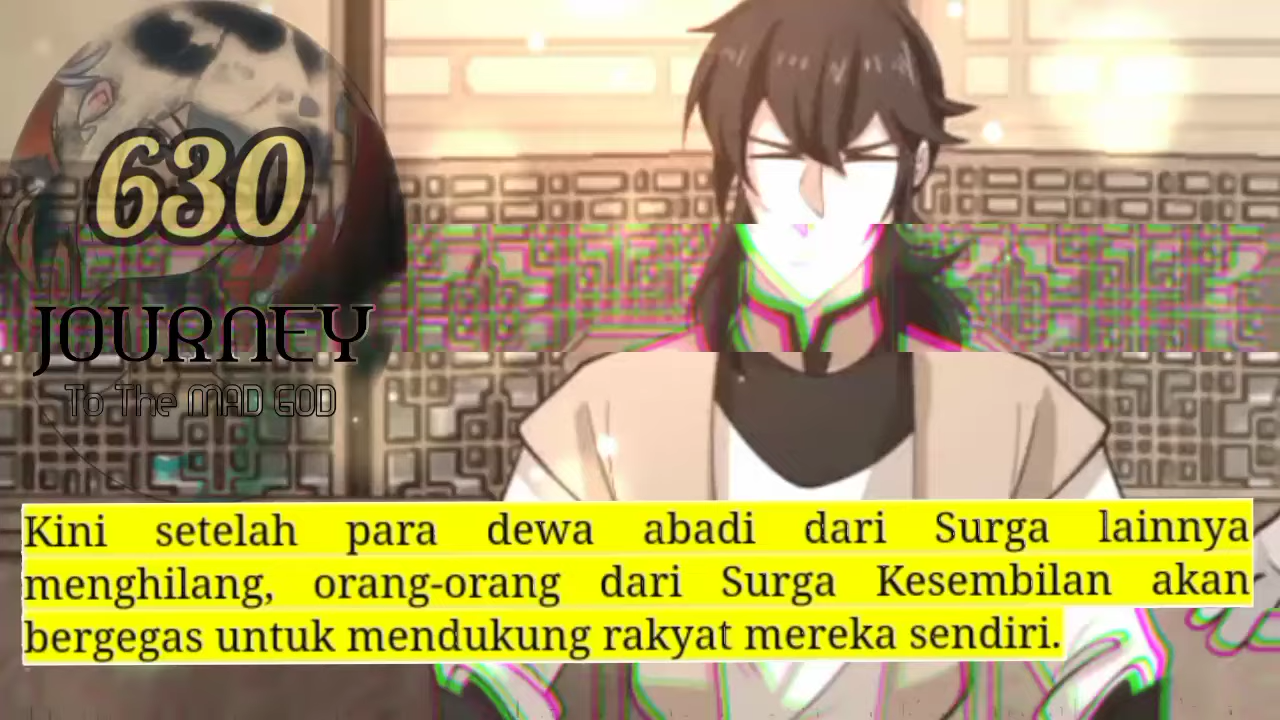 630
JOURNEY
To The MAD GOD
Kini setelah para dewa abadi dari Surga lainnya
menghilang, orang-orang dari Surga Kesembilan akan
bergegas untuk mendukung rakyat mereka sendiri.